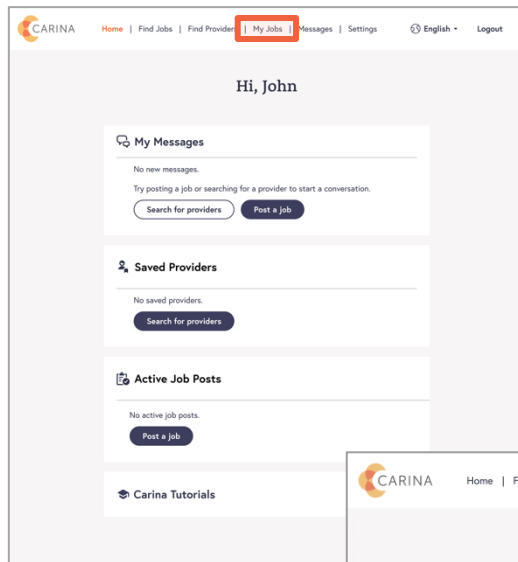 CARINA Home | Find Jobs | Find Provider | My Jobs | Messages | Settings English Logout
Hi, John
My Messages
No new messages.
Try posting a job or searching for a provider to start a conversation.
Search for providers Post a job
Saved Providers
No saved providers.
Search for providers
Active Job Posts
No active job posts.
Post a job
Carina Tutorials
CARINA Home | F